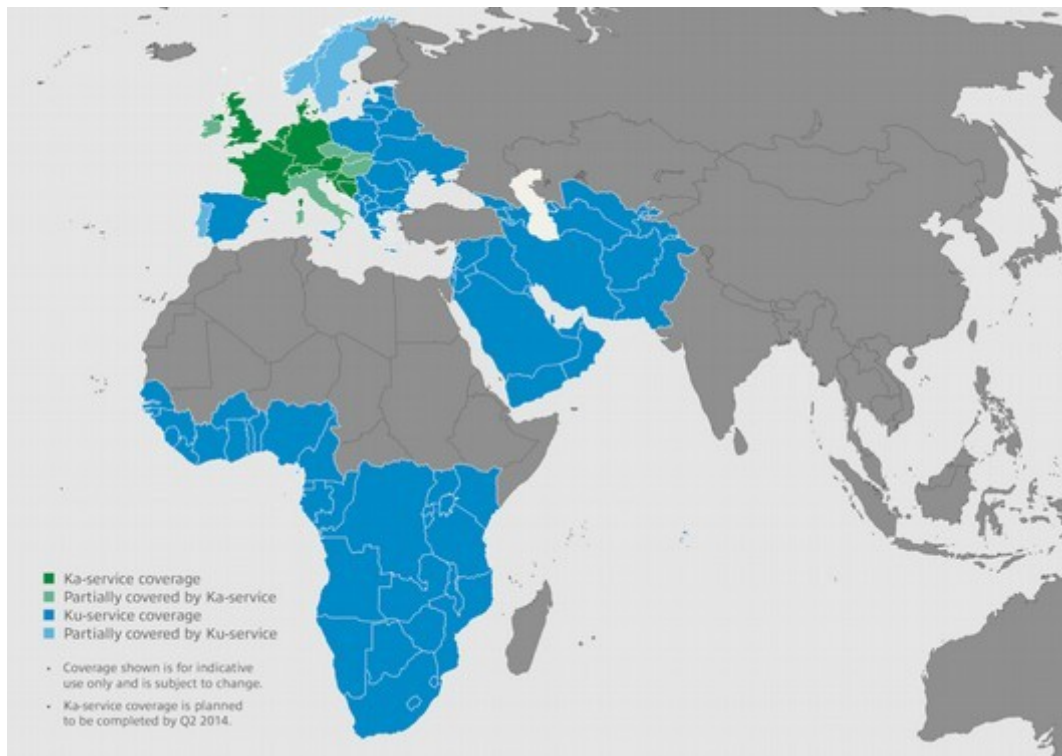 Ka-service coverage
Partially covered by Ka-service
Ku-service coverage
Partially covered by Ku-service
• Coverage shown is for indicative
use only and is subject to change.
• Ka-service coverage is planned
to be completed by Q2 2014.